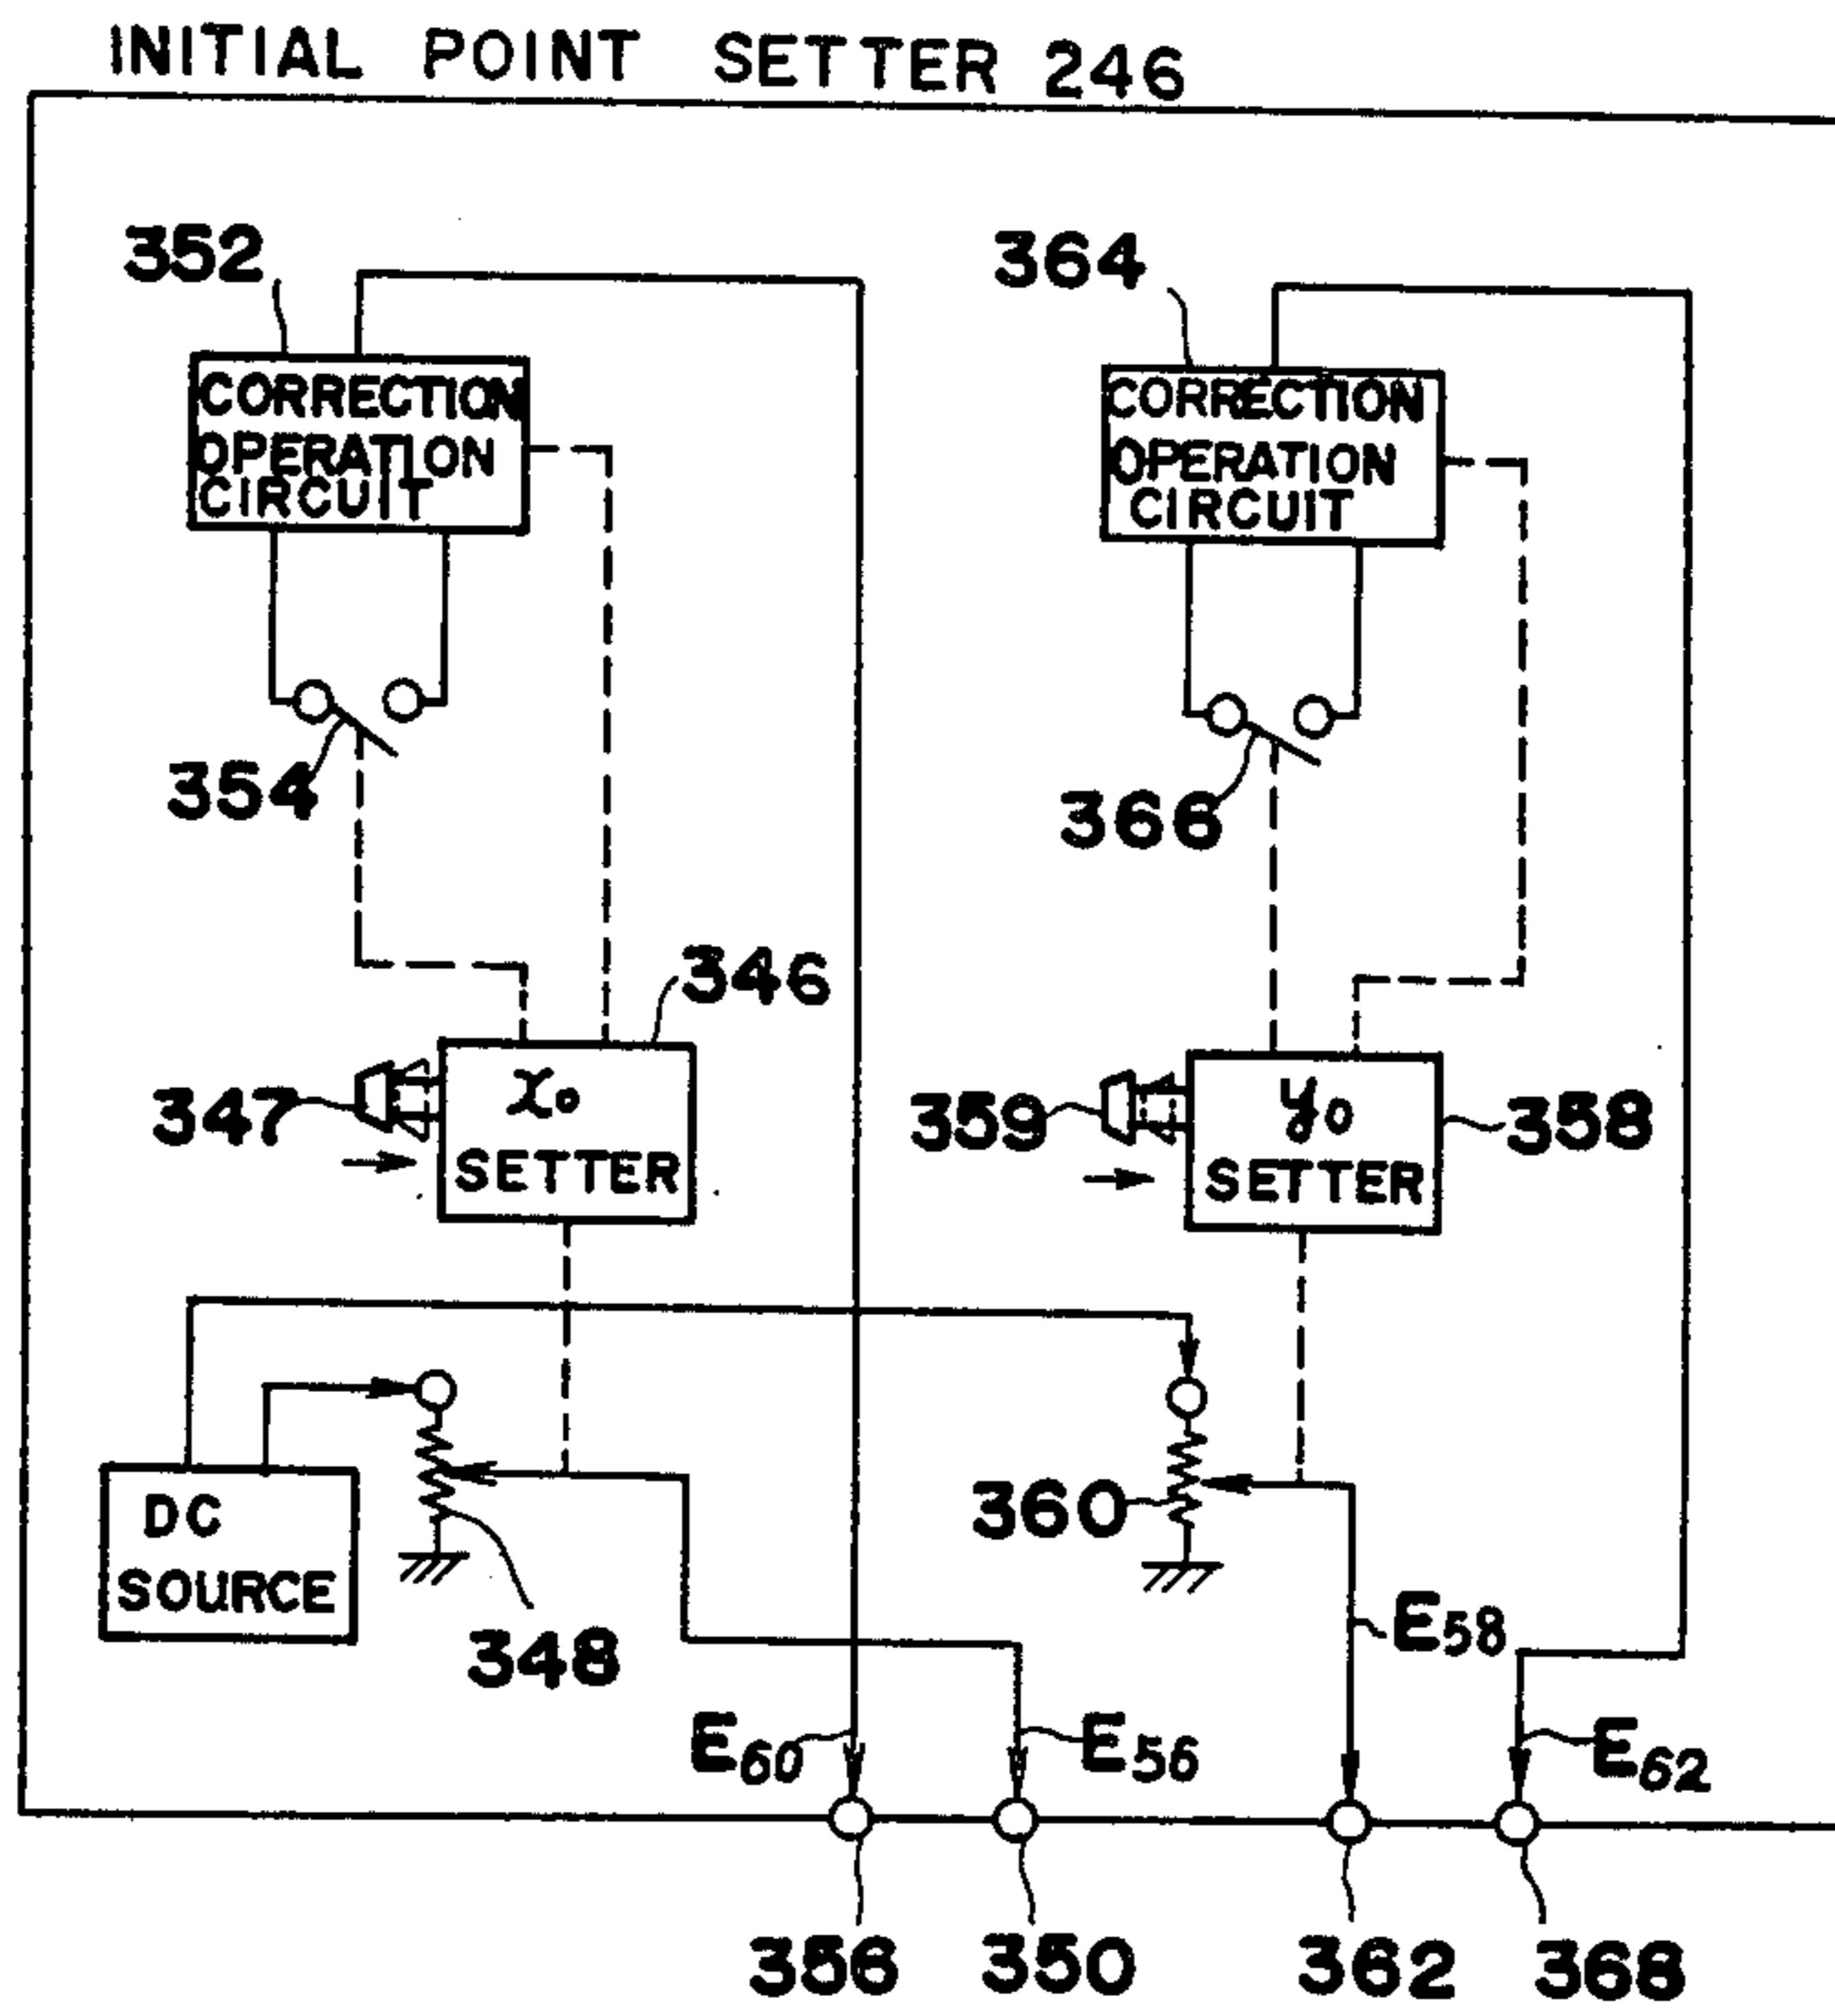 INITIAL POINT SETTER 246
352
364
CORRECTION
OPERATION
CIRCUIT
CORRECTION
OPERATION
CIRCUIT
354
366
346
347
X₀
SETTER
359
y₀
SETTER
358
DC
SOURCE
348
360
E58
E60
E56
E62
356
350
362
368